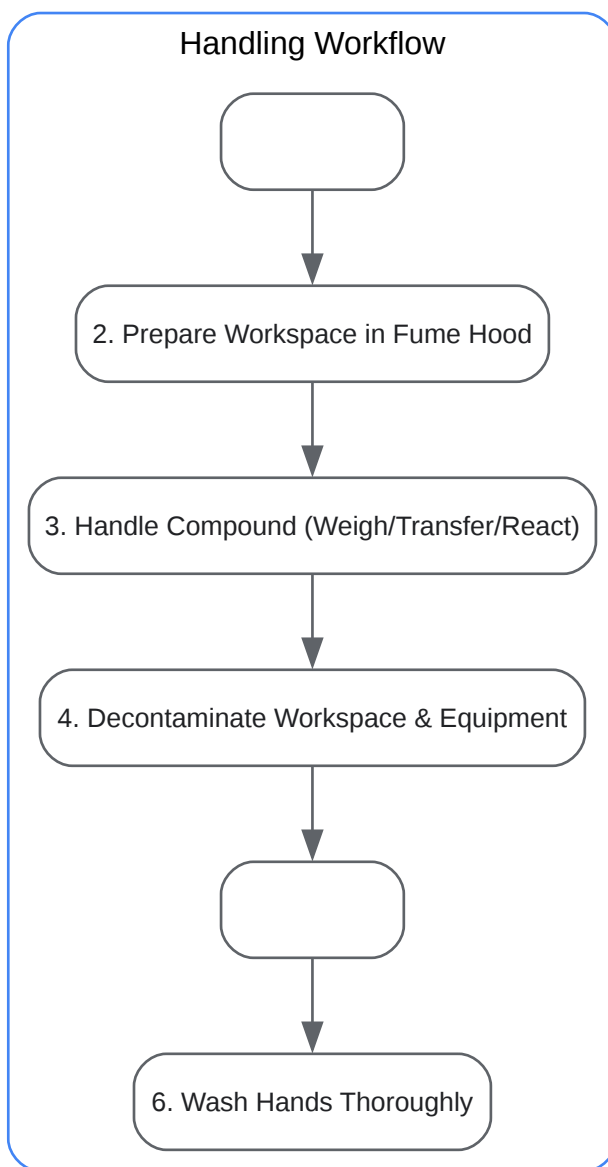 Handling Workflow
2. Prepare Workspace in Fume Hood
3. Handle Compound (Weigh/Transfer/React)
4. Decontaminate Workspace & Equipment
6. Wash Hands Thoroughly